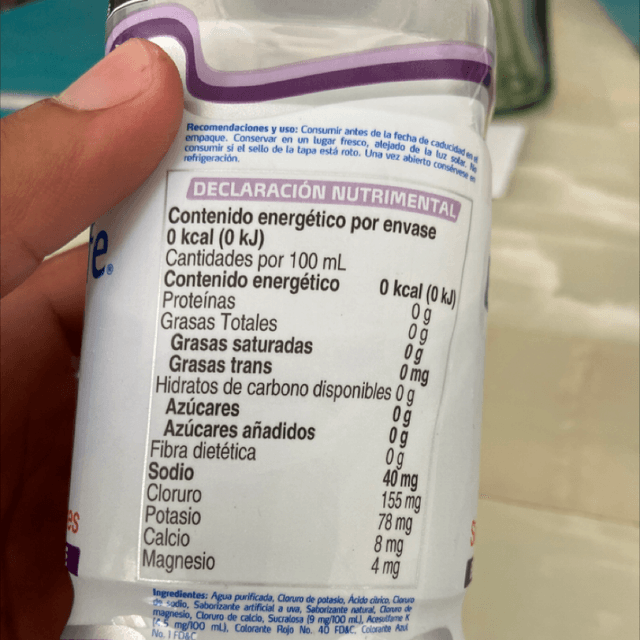 Recomendaciones y uso: Consumir antes de la fecha de caducidad en el
empaque. Conservar en un lugar fresco, alejado de la luz solar. No
consumir si el sello de la tapa está roto. Una vez abierto consérvese en
refrigeración.
DECLARACIÓN NUTRIMENTAL
Contenido energético por envase
0 kcal (0 kJ)
Cantidades por 100 mL
Contenido energético 0 kcal (0 kJ)
Proteínas 0 g
Grasas Totales 0 g
Grasas saturadas 0 g
Grasas trans 0 mg
Hidratos de carbono disponibles 0 g
Azúcares 0 g
Azúcares añadidos 0 g
Fibra dietética 0 g
Sodio 40 mg
Cloruro 155 mg
Potasio 78 mg
Calcio 8 mg
Magnesio 4 mg
fe®
es
Ingredientes: Agua purificada, Cloruro de potasio, Ácido cítrico, Cloruro
de sodio, Saborizante artificial a uva, Saborizante natural, Cloruro de
magnesio, Cloruro de calcio, Sucralosa (9 mg/100 mL), Acesulfame K
(4.5 mg/100 mL), Colorante Rojo No. 40 FD&C, Colorante Azul
No. 1 FD&C